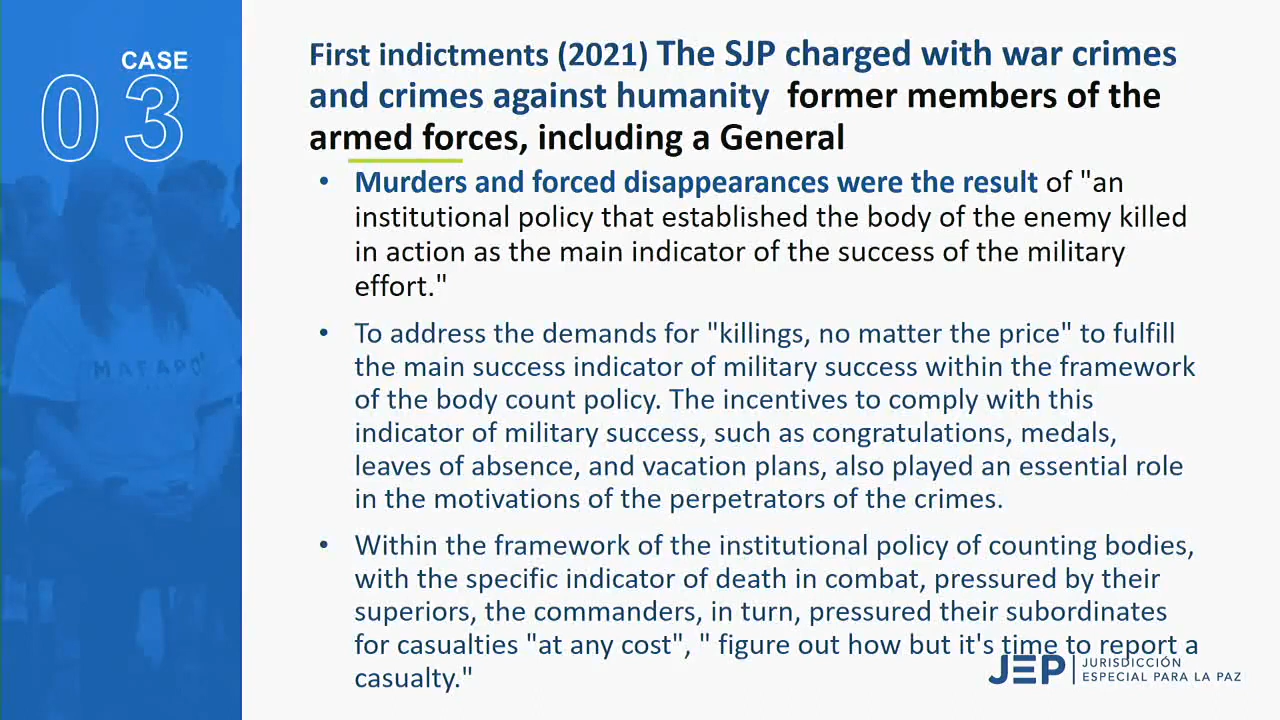 CASE
03
First indictments (2021) The SJP charged with war crimes
and crimes against humanity former members of the
armed forces, including a General
• Murders and forced disappearances were the result of "an
institutional policy that established the body of the enemy killed
in action as the main indicator of the success of the military
effort."
• To address the demands for "killings, no matter the price" to fulfill
the main success indicator of military success within the framework
of the body count policy. The incentives to comply with this
indicator of military success, such as congratulations, medals,
leaves of absence, and vacation plans, also played an essential role
in the motivations of the perpetrators of the crimes.
• Within the framework of the institutional policy of counting bodies,
with the specific indicator of death in combat, pressured by their
superiors, the commanders, in turn, pressured their subordinates
for casualties "at any cost", " figure out how but it's time to report a
casualty."
JEP | JURISDICCIÓN
ESPECIAL PARA LA PAZ